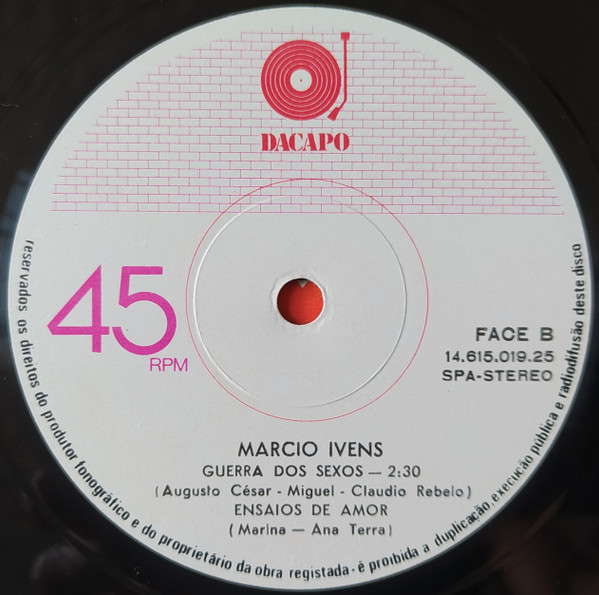 DACAPO
45
RPM
FACE B
14.615.019.25
SPA-STEREO
MARCIO IVENS
GUERRA DOS SEXOS — 2:30
(Augusto César - Miguel - Claudio Rebelo)
ENSAIOS DE AMOR
(Marina — Ana Terra)
reservados os direitos do produtor fonográfico e do proprietário da obra registada - é proibida a duplicação, execução pública e radiodifusão deste disco